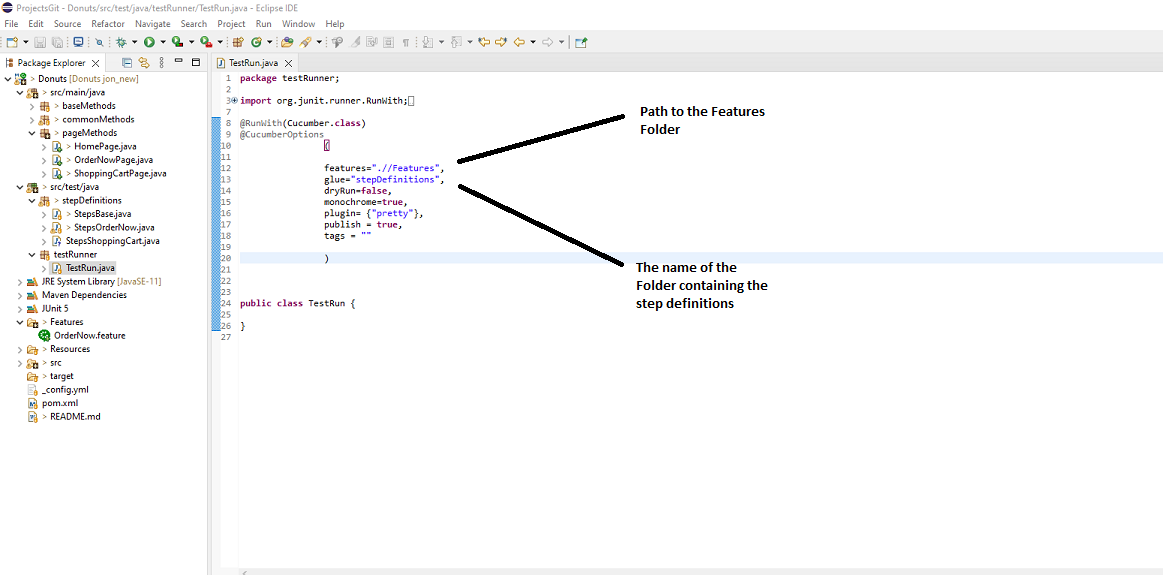 ProjectsGit - Donuts/src/test/java/testRunner/TestRun.java - Eclipse IDE
File Edit Source Refactor Navigate Search Project Run Window Help
Package Explorer
> Donuts [Donuts jon_new]
> src/main/java
> baseMethods
> commonMethods
> pageMethods
> HomePage.java
> OrderNowPage.java
> ShoppingCartPage.java
> src/test/java
> stepDefinitions
> StepsBase.java
> StepsOrderNow.java
StepsShoppingCart.java
testRunner
TestRun.java
JRE System Library [JavaSE-11]
Maven Dependencies
JUnit 5
> Features
OrderNow.feature
> Resources
> src
> target
_config.yml
pom.xml
> README.md
TestRun.java
1 package testRunner;
2
3 import org.junit.runner.RunWith;
7
8 @RunWith(Cucumber.class)
9 @CucumberOptions
10 (
11
12 features=".//Features",
13 glue="stepDefinitions",
14 dryRun=false,
15 monochrome=true,
16 plugin= {"pretty"},
17 publish = true,
18 tags = ""
19
20 )
21
22
23
24 public class TestRun {
25
26 }
27
Path to the Features
Folder
The name of the
Folder containing the
step definitions